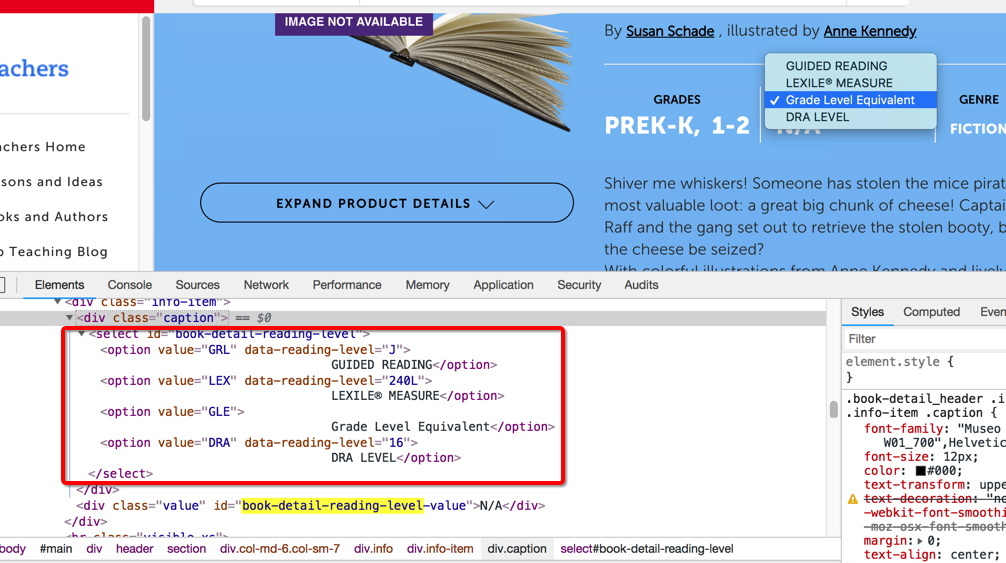 IMAGE NOT AVAILABLE
By Susan Schade , illustrated by Anne Kennedy
achers
GUIDED READING
LEXILE® MEASURE
✓ Grade Level Equivalent
DRA LEVEL
GRADES
GENRE
PREK-K, 1-2
N/A
FICTION
achers Home
sons and Ideas
oks and Authors
p Teaching Blog
EXPAND PRODUCT DETAILS
Shiver me whiskers! Someone has stolen the mice pirat
most valuable loot: a great big chunk of cheese! Captai
Raff and the gang set out to retrieve the stolen booty, b
the cheese be seized?
With colorful illustrations from Anne Kennedy and lively
Elements Console Sources Network Performance Memory Application Security Audits
▼<div class="info-item">
▼<div class="caption"> == $0
▼<select id="book-detail-reading-level">
<option value="GRL" data-reading-level="J">
GUIDED READING</option>
<option value="LEX" data-reading-level="240L">
LEXILE® MEASURE</option>
<option value="GLE">
Grade Level Equivalent</option>
<option value="DRA" data-reading-level="16">
DRA LEVEL</option>
</select>
</div>
<div class="value" id="book-detail-reading-level-value">N/A</div>
</div>
<hr class="visible-xs">
body #main div header section div.col-md-6.col-sm-7 div.info div.info-item div.caption select#book-detail-reading-level
Styles Computed Even
Filter
element.style {
}
.book-detail_header .i
.info-item .caption {
font-family: "Museo
W01_700",Helvetic
font-size: 12px;
color: #000;
text-transform: uppe
text-decoration: "no
-webkit-font-smoothi
-moz-osx-font-smooth
margin: ▸ 0;
text-align: center;